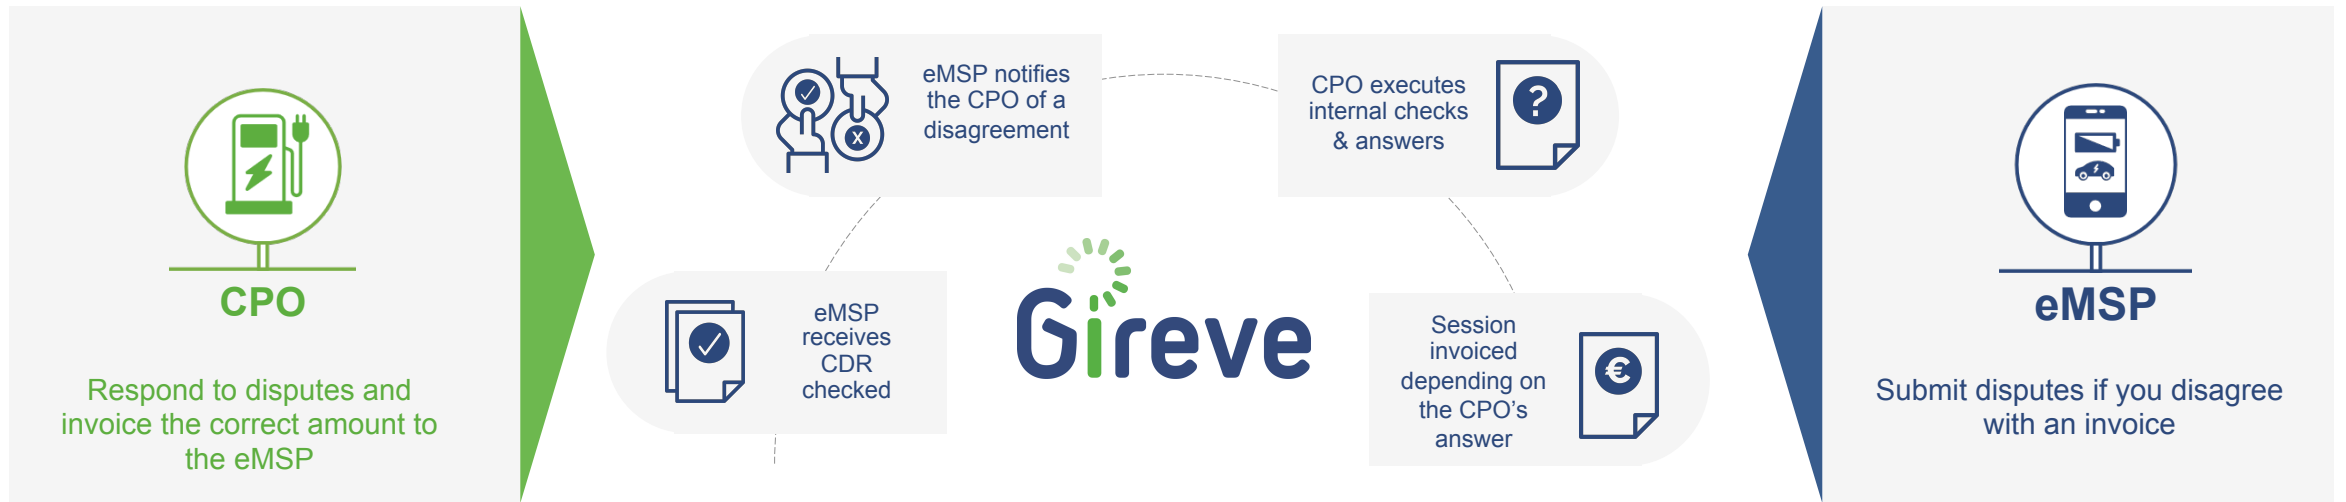 CPO
Respond to disputes and
invoice the correct amount to
the eMSP
eMSP
receives
CDR
checked
eMSP notifies
the CPO of a
disagreement
X
CPO executes
internal checks
& answers
?
Session
invoiced
depending on
the CPO's
answer
€
Gireve
eMSP
Submit disputes if you disagree
with an invoice